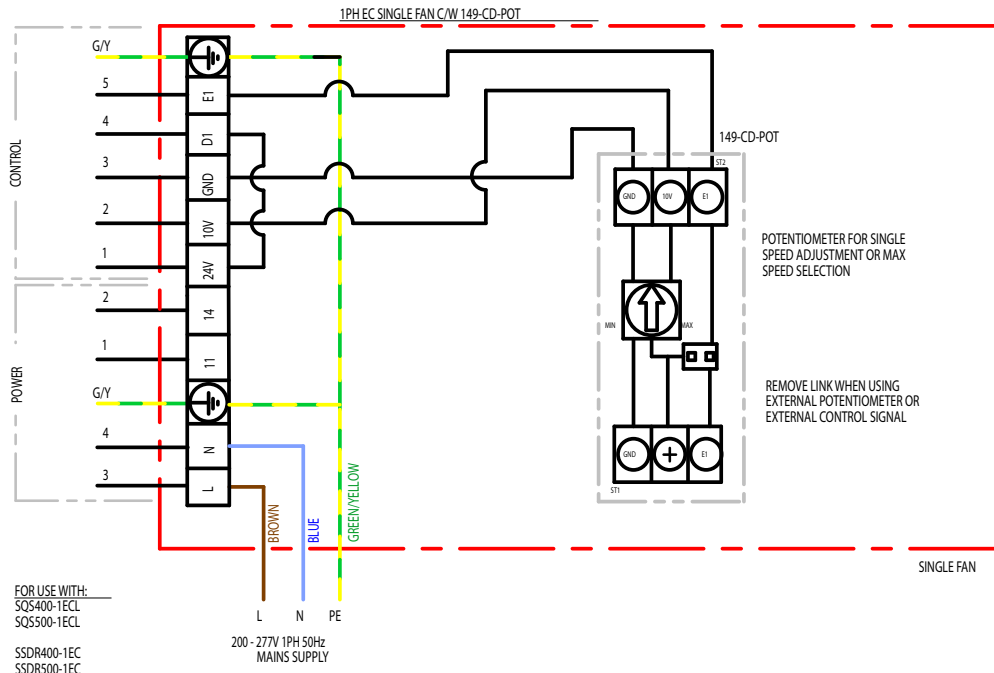 1PH EC SINGLE FAN C/W 149-CD-POT
CONTROL
G/Y
5
4
3
2
1
POWER
2
1
G/Y
4
3
E1
D1
GND
10V
24V
14
11
N
L
149-CD-POT
ST2
GND
10V
E1
POTENTIOMETER FOR SINGLE
SPEED ADJUSTMENT OR MAX
SPEED SELECTION
MIN
MAX
REMOVE LINK WHEN USING
EXTERNAL POTENTIOMETER OR
EXTERNAL CONTROL SIGNAL
GND
+
E1
ST1
BROWN
BLUE
GREEN/YELLOW
SINGLE FAN
L
N
PE
200 - 277V 1PH 50Hz
MAINS SUPPLY
FOR USE WITH:
SQS400-1ECL
SQS500-1ECL
SSDR400-1EC
SSDR500-1EC